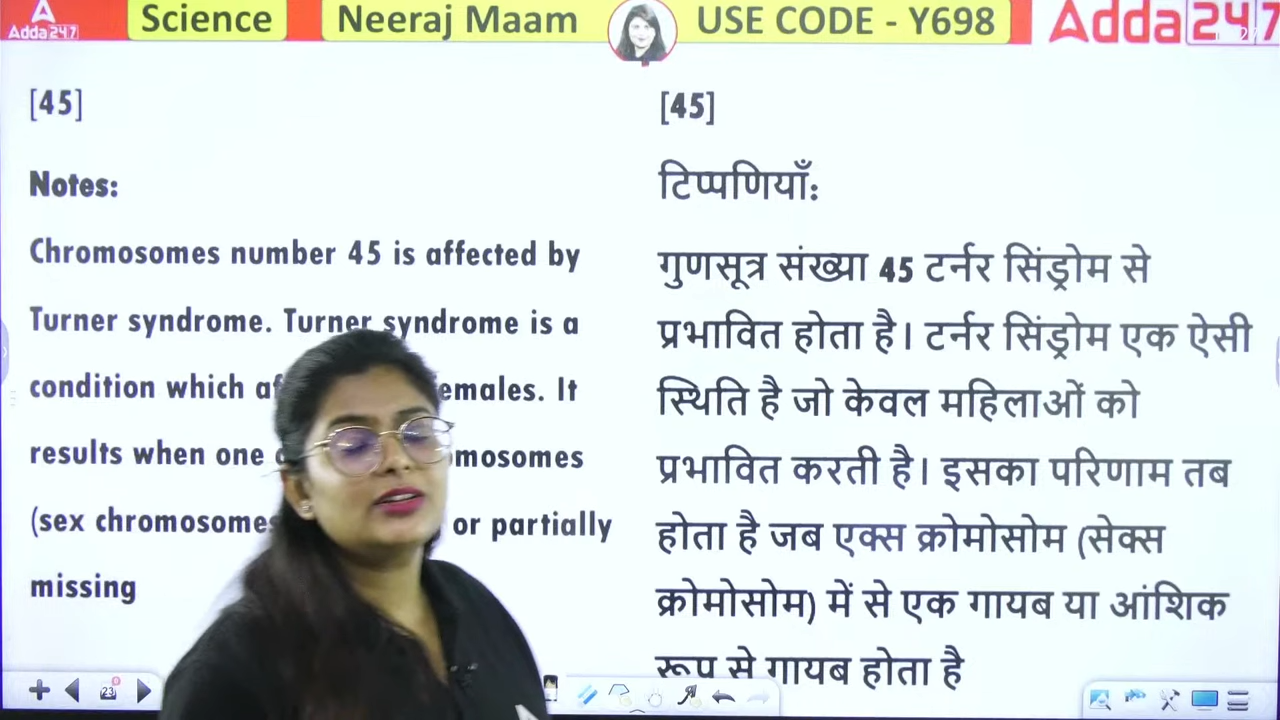 Adda247
Science
Neeraj Maam
USE CODE - Y698
Adda247
[45]
Notes:
Chromosomes number 45 is affected by
Turner syndrome. Turner syndrome is a
condition which emales. It
results when one mosomes
(sex chromosomes or partially
missing
[45]
टिप्पणियाँ:
गुणसूत्र संख्या 45 टर्नर सिंड्रोम से
प्रभावित होता है। टर्नर सिंड्रोम एक ऐसी
स्थिति है जो केवल महिलाओं को
प्रभावित करती है। इसका परिणाम तब
होता है जब एक्स क्रोमोसोम (सेक्स
क्रोमोसोम) में से एक गायब या आंशिक
रूप से गायब होता है
23